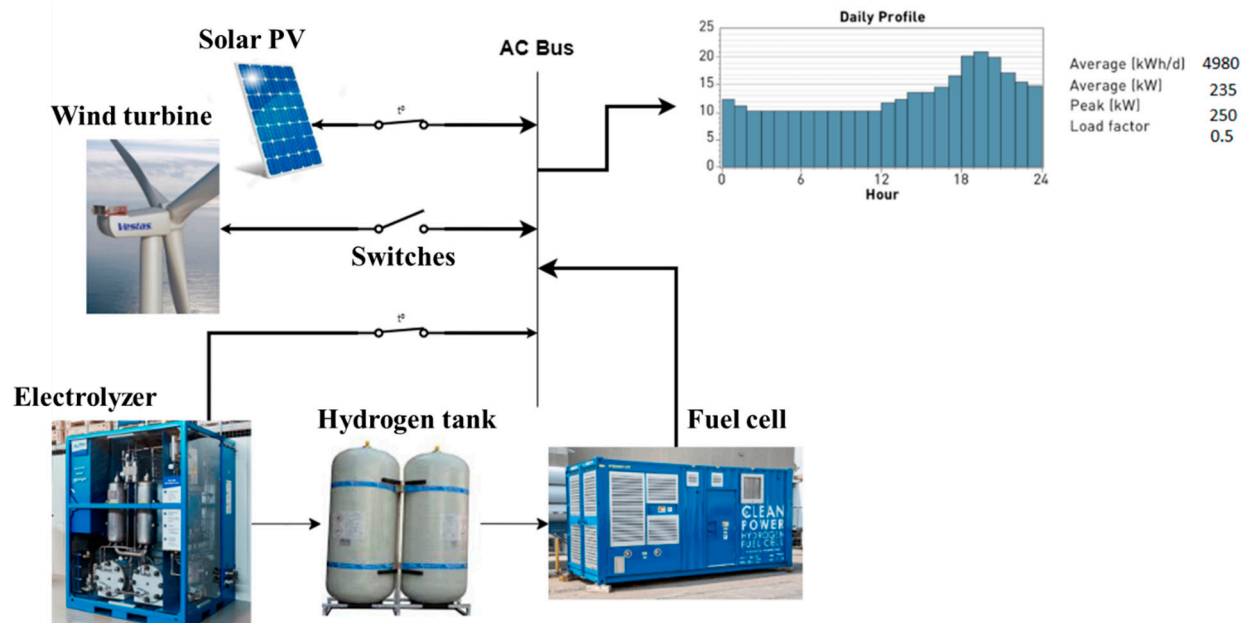 Solar PV
AC Bus
Wind turbine
Vestas
Switches
Electrolyzer
Hydrogen tank
Fuel cell
CLEAN
POWER
HYDROGEN
FUEL CELL
t°
t°
Daily Profile
25
20
15
10
5
0
0 6 12 18 24
Hour
Average (kWh/d) 4980
Average (kW) 235
Peak (kW) 250
Load factor 0.5